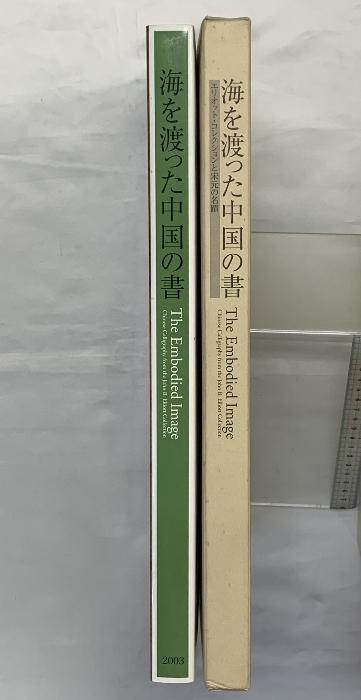 海を渡った中国の書
The Embodied Image
Chinese Calligraphy from the John B. Elliott Collection
2003
海を渡った中国の書
エリオット・コレクションと宋元の名蹟
The Embodied Image
Chinese Calligraphy from the John B. Elliott Collection